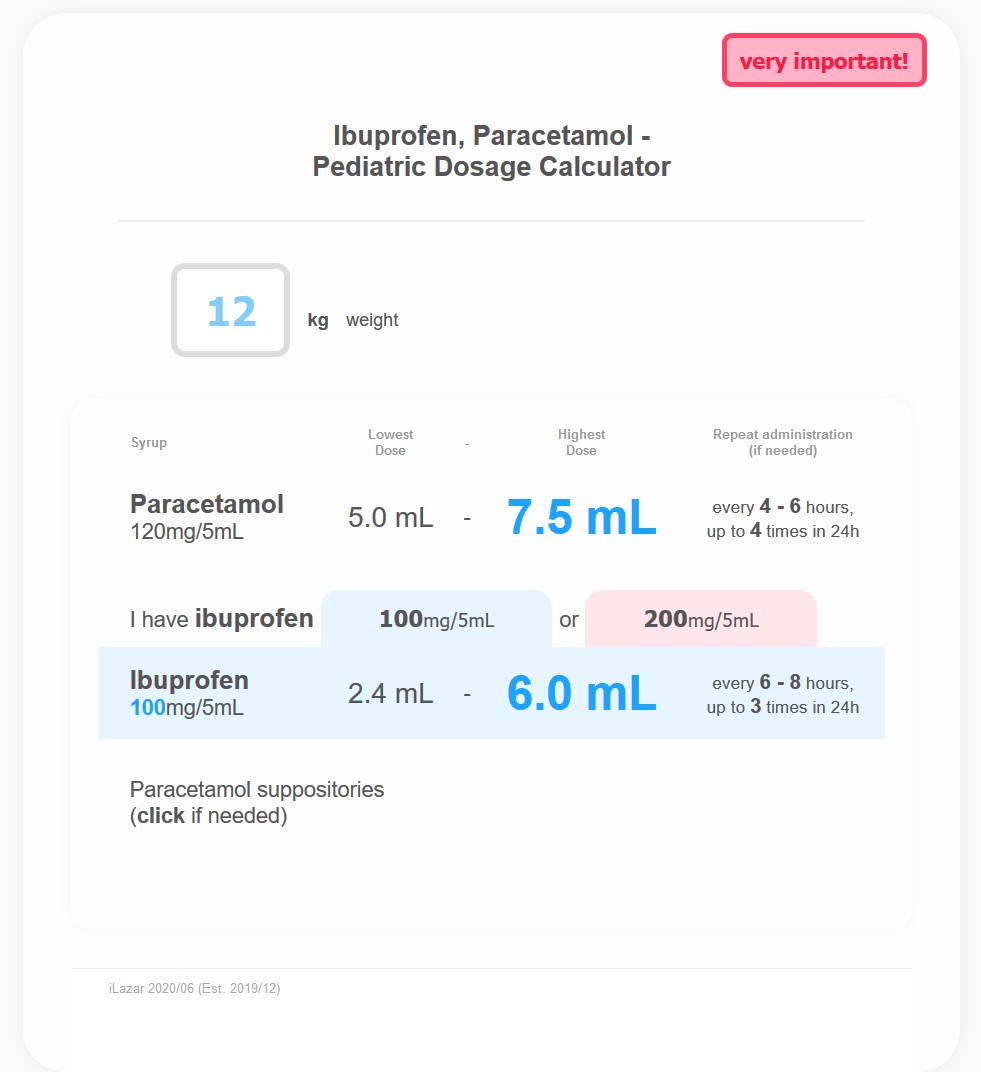 very important!
Ibuprofen, Paracetamol -
Pediatric Dosage Calculator
12 kg weight
Syrup Lowest Dose - Highest Dose Repeat administration (if needed)
Paracetamol
120mg/5mL
5.0 mL - 7.5 mL
every 4 - 6 hours,
up to 4 times in 24h
I have ibuprofen 100mg/5mL or 200mg/5mL
Ibuprofen
100mg/5mL
2.4 mL - 6.0 mL
every 6 - 8 hours,
up to 3 times in 24h
Paracetamol suppositories
(click if needed)
iLazar 2020/06 (Est. 2019/12)